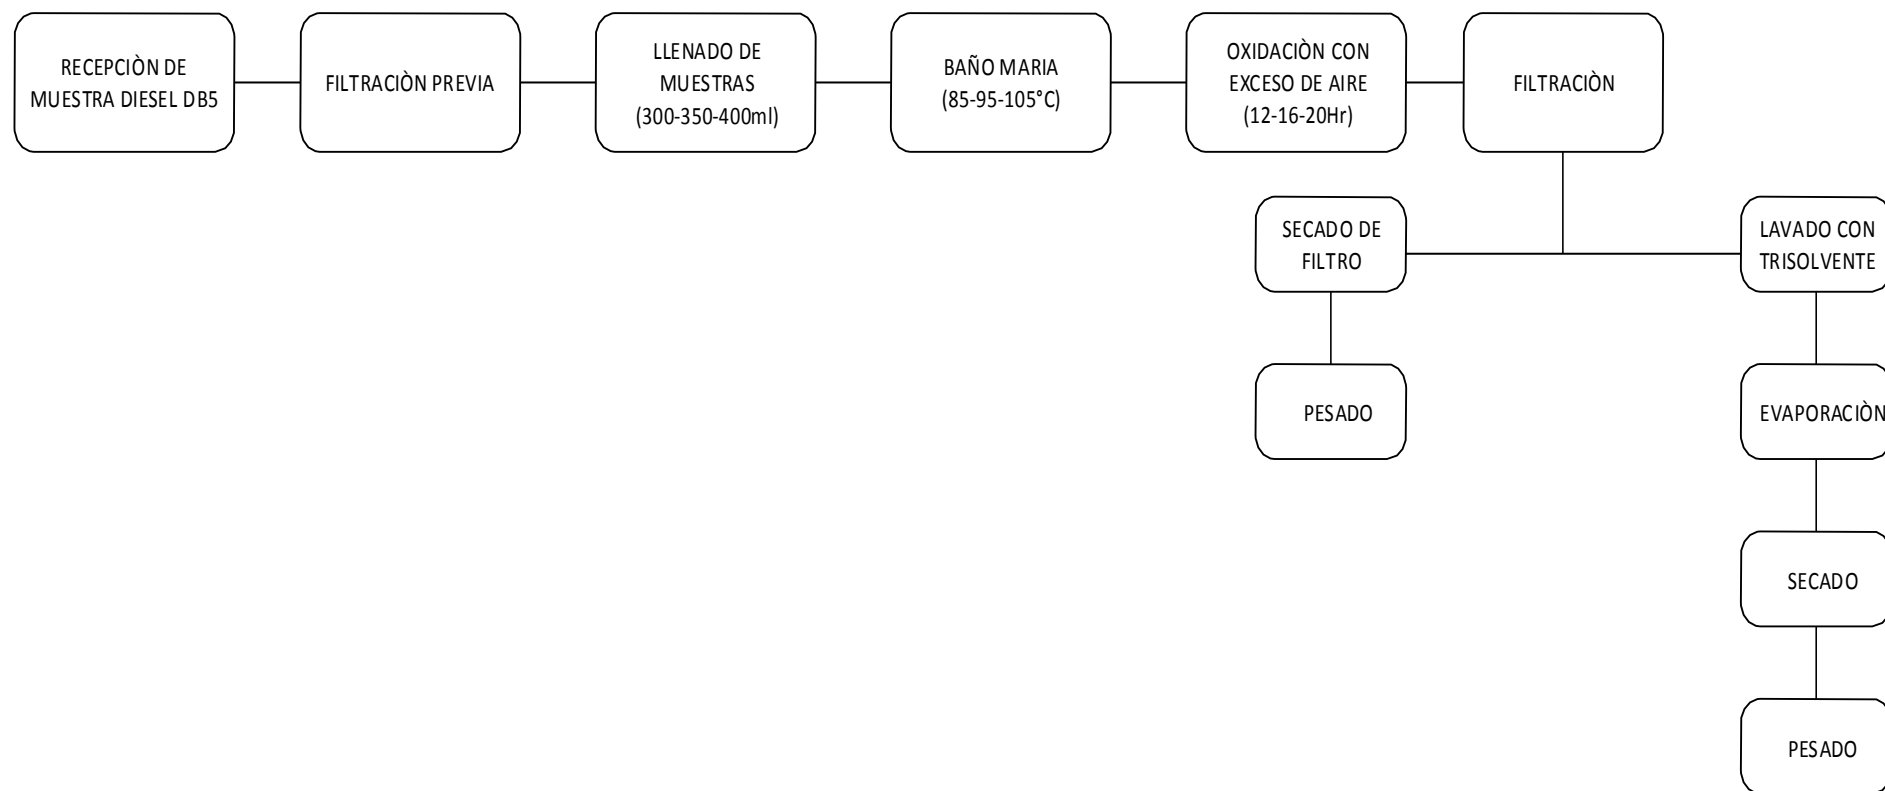 RECEPCIÒN DE
MUESTRA DIESEL DB5
FILTRACIÒN PREVIA
LLENADO DE
MUESTRAS
(300-350-400ml)
BAÑO MARIA
(85-95-105°C)
OXIDACIÒN CON
EXCESO DE AIRE
(12-16-20Hr)
FILTRACIÒN
SECADO DE
FILTRO
PESADO
LAVADO CON
TRISOLVENTE
EVAPORACIÒN
SECADO
PESADO